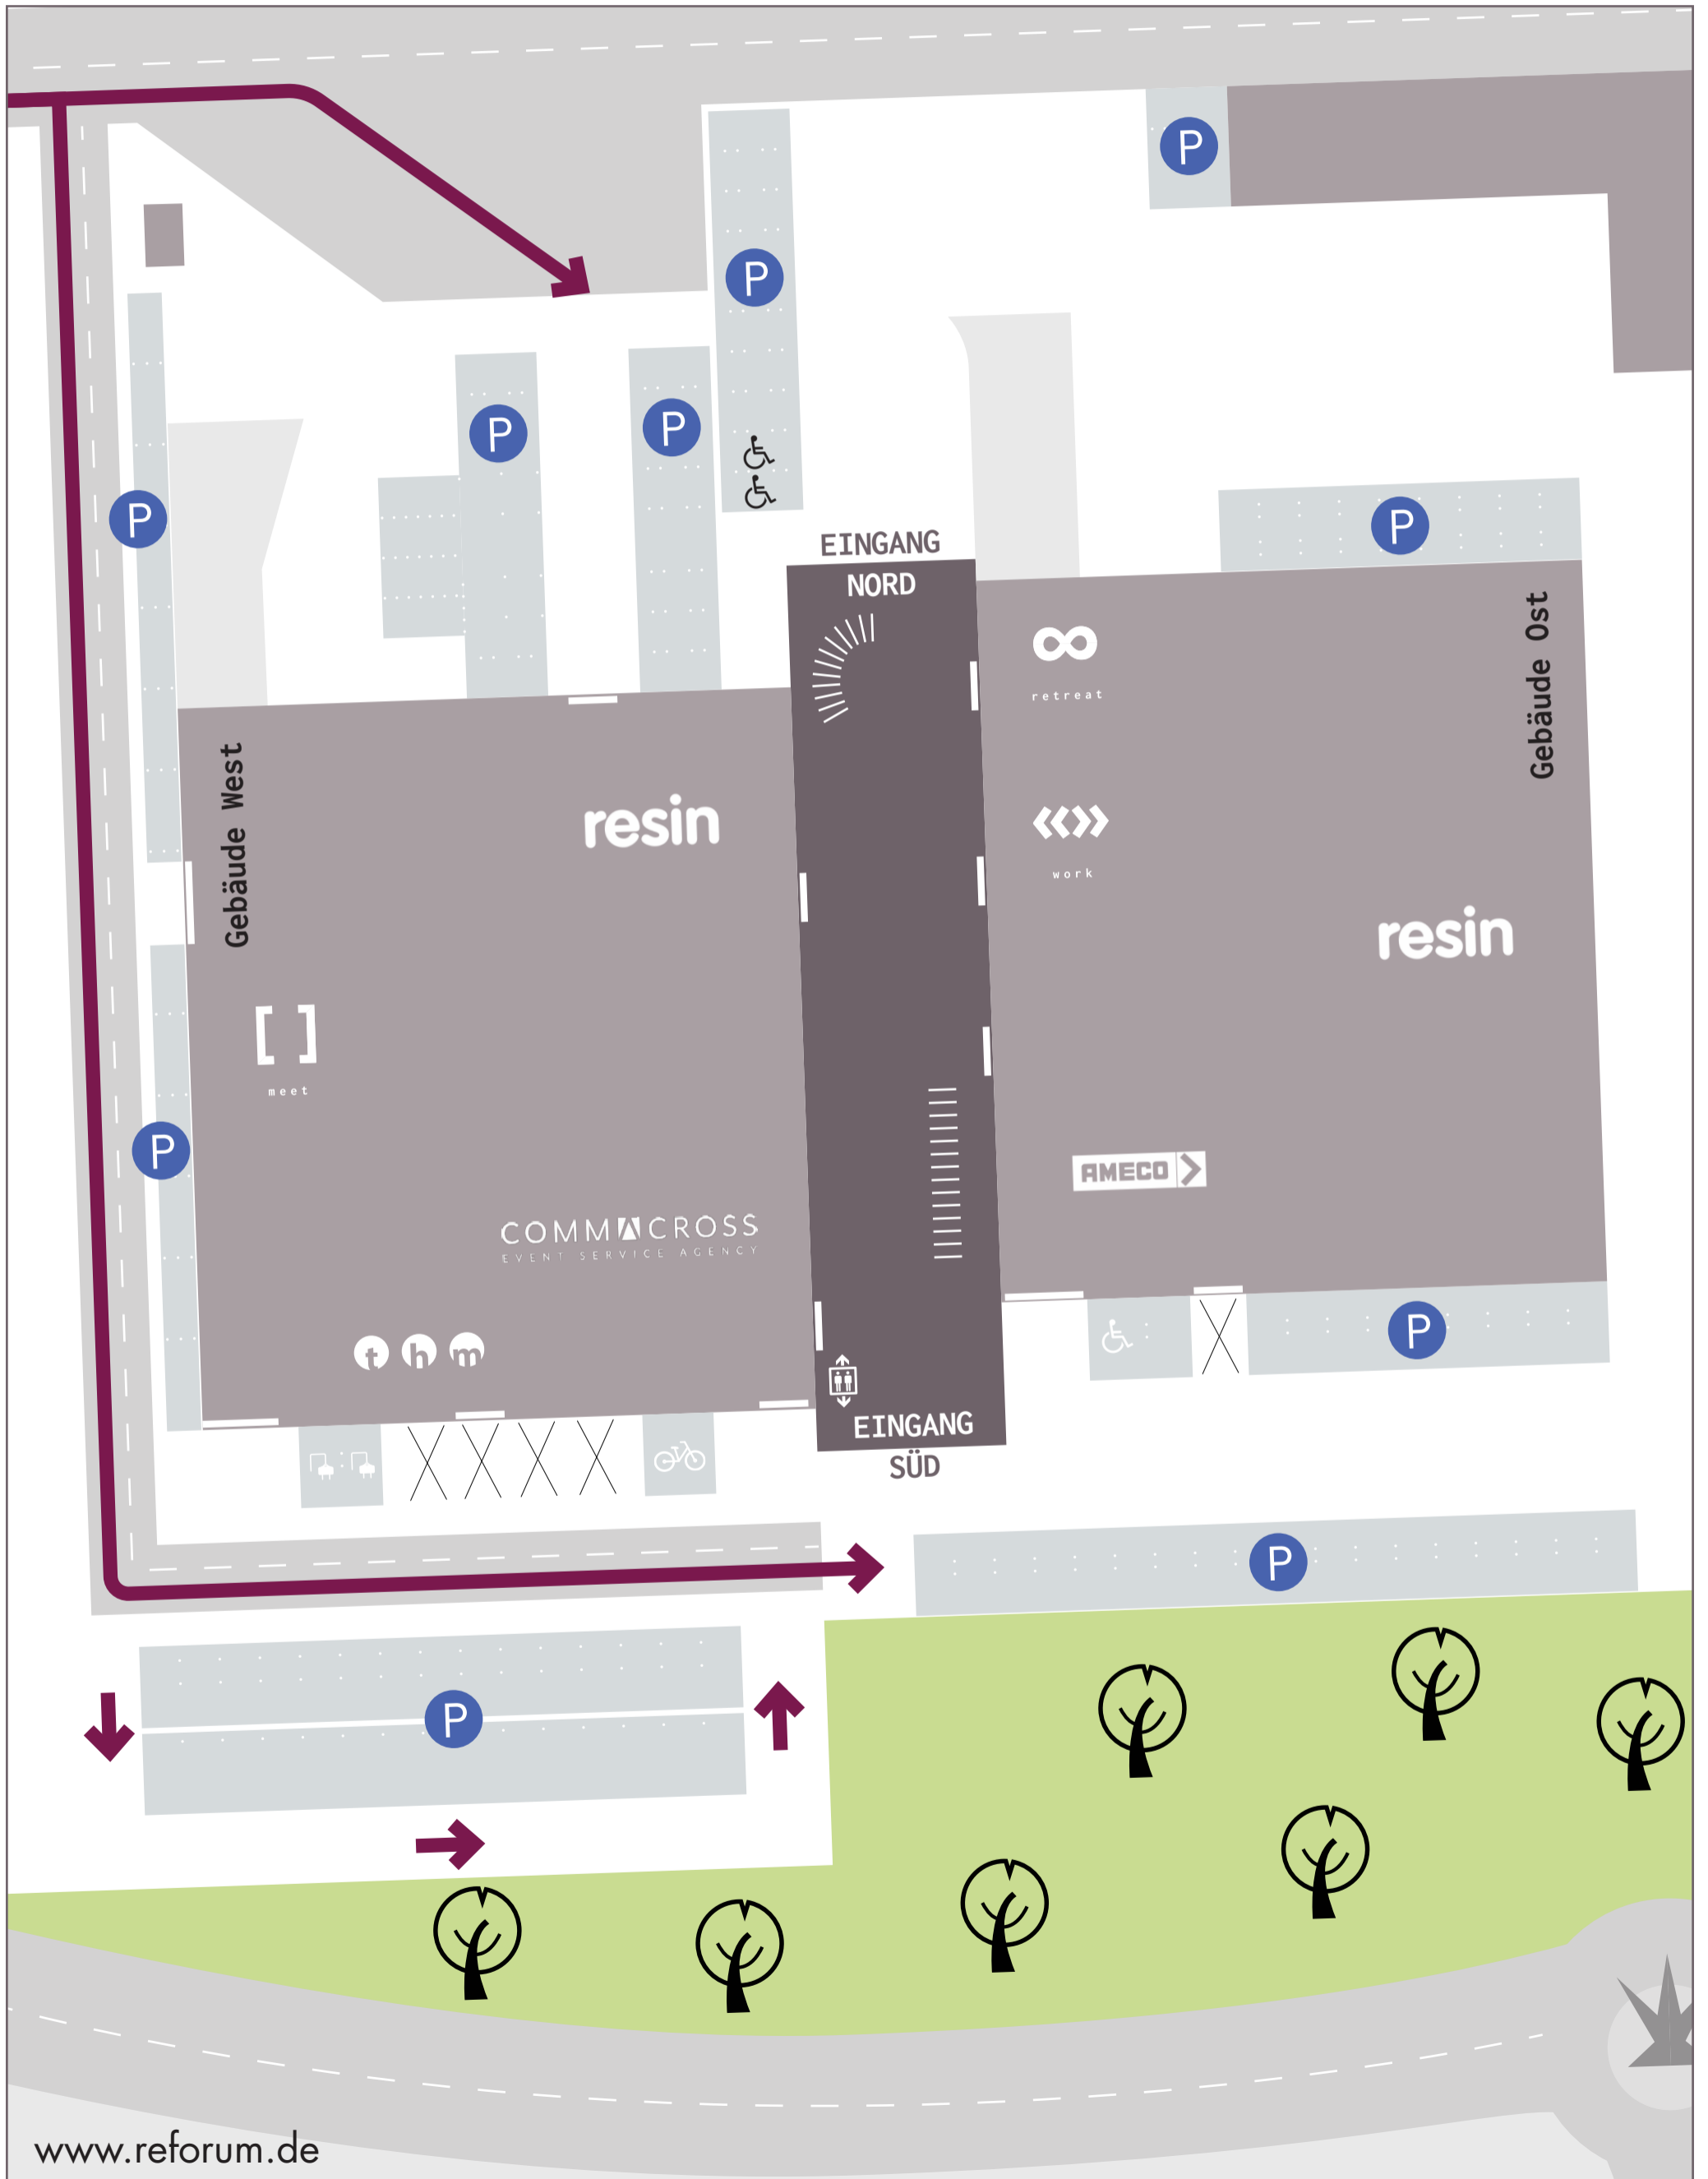 P
P
P
P
P
EINGANG
NORD
P
Gebäude Ost
retreat
Gebäude West
resin
work
resin
meet
P
AMECO
COMMACROSS
EVENT SERVICE AGENCY
t h m
P
EINGANG
SÜD
P
P
www.reforum.de